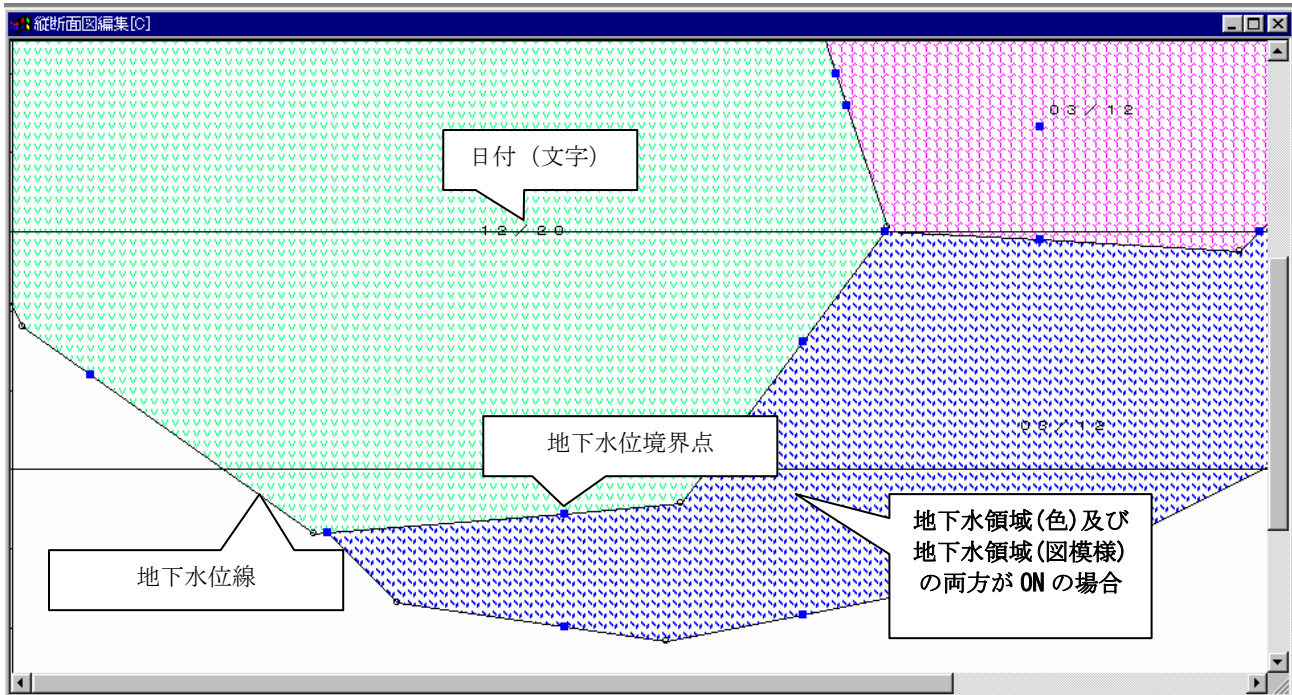 縦断面図編集[C]
03／12
日付（文字）
12／20
03／12
地下水位境界点
地下水領域(色)及び
地下水領域(図模様)
の両方が ON の場合
地下水位線